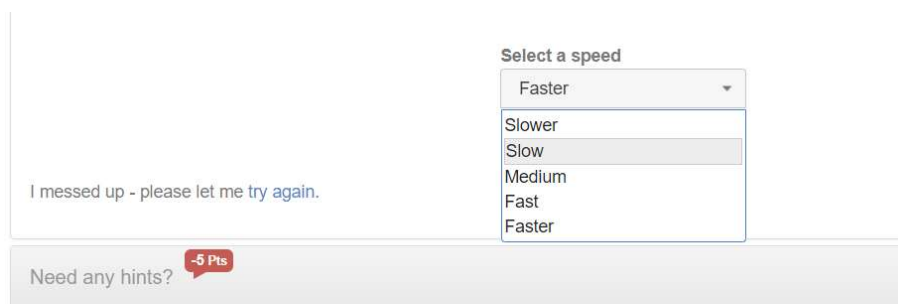 Select a speed
Faster
Slower
Slow
Medium
Fast
Faster
I messed up - please let me try again.
Need any hints?
-5 Pts